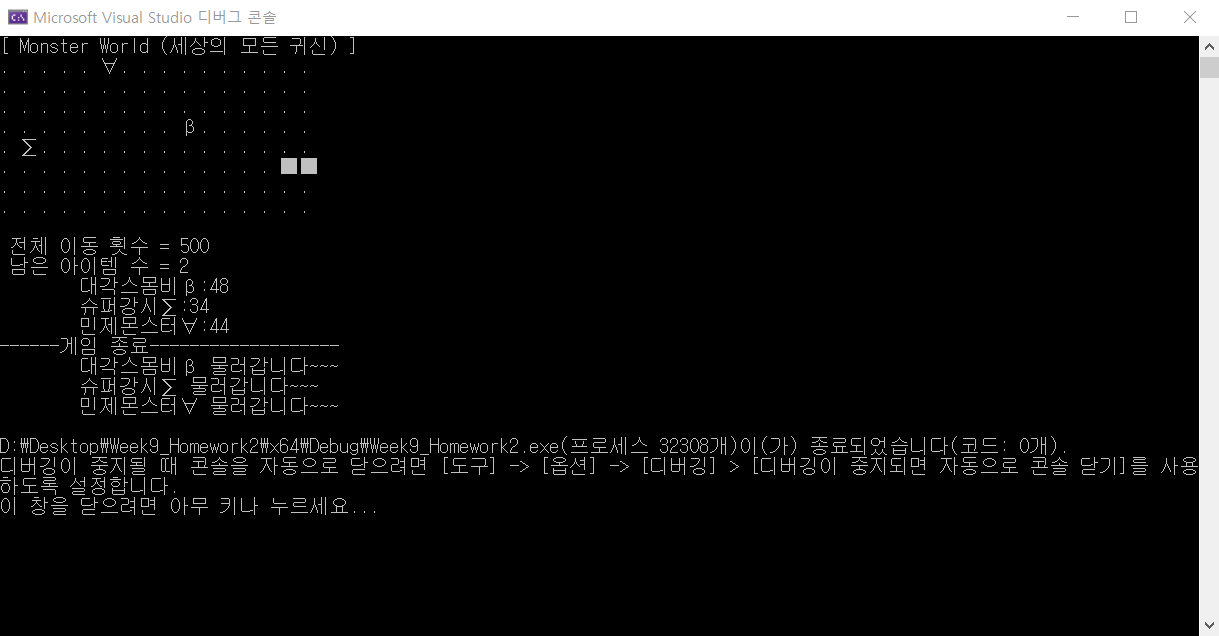 Microsoft Visual Studio 디버그 콘솔
[ Monster World (세상의 모든 귀신) ]
. . . . . ∀. . . . . . . . . .
. . . . . . . . . . . . . . . .
. . . . . . . . . . . . . . . .
. . . . . . . . . β. . . . . .
. ∑. . . . . . . . . . . . . .
. . . . . . . . . . . . . . ■■
. . . . . . . . . . . . . . . .
. . . . . . . . . . . . . . . .
전체 이동 횟수 = 500
남은 아이템 수 = 2
대각스몸비β:48
슈퍼강시∑:34
민제몬스터∀:44
------게임 종료-------------------
대각스몸비β 물러갑니다~~~
슈퍼강시∑ 물러갑니다~~~
민제몬스터∀ 물러갑니다~~~
D:₩Desktop₩Week9_Homework2₩x64₩Debug₩Week9_Homework2.exe(프로세스 32308개)이(가) 종료되었습니다(코드: 0개).
디버깅이 중지될 때 콘솔을 자동으로 닫으려면 [도구] -> [옵션] -> [디버깅] > [디버깅이 중지되면 자동으로 콘솔 닫기]를 사용
하도록 설정합니다.
이 창을 닫으려면 아무 키나 누르세요...